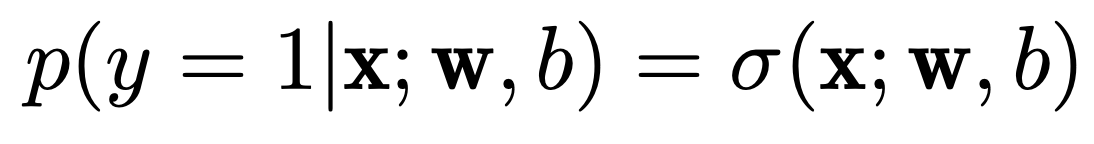 p(y = 1|𝐱; 𝐰, b) = σ(𝐱; 𝐰, b)